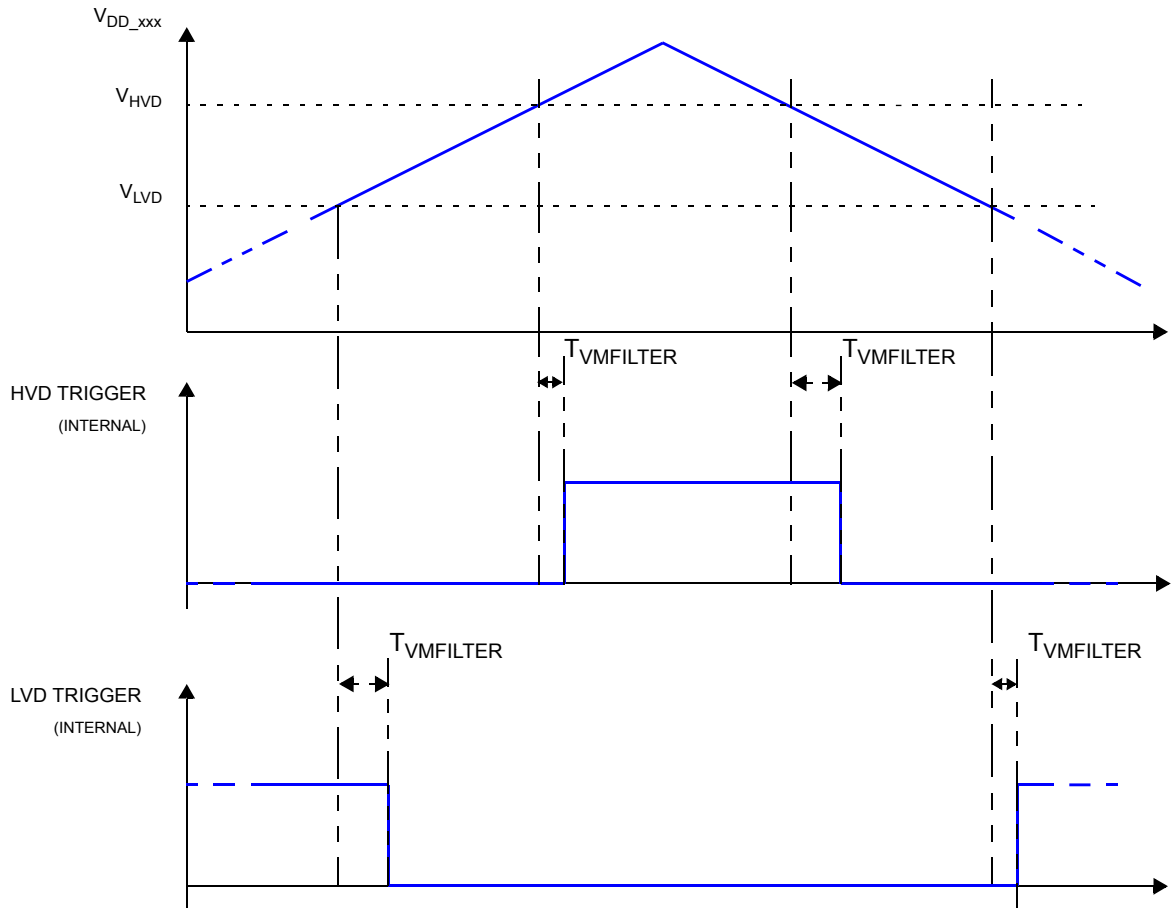 VDD_xxx
VHVD
VLVD
TVMFILTER
TVMFILTER
HVD TRIGGER
(INTERNAL)
TVMFILTER
TVMFILTER
LVD TRIGGER
(INTERNAL)